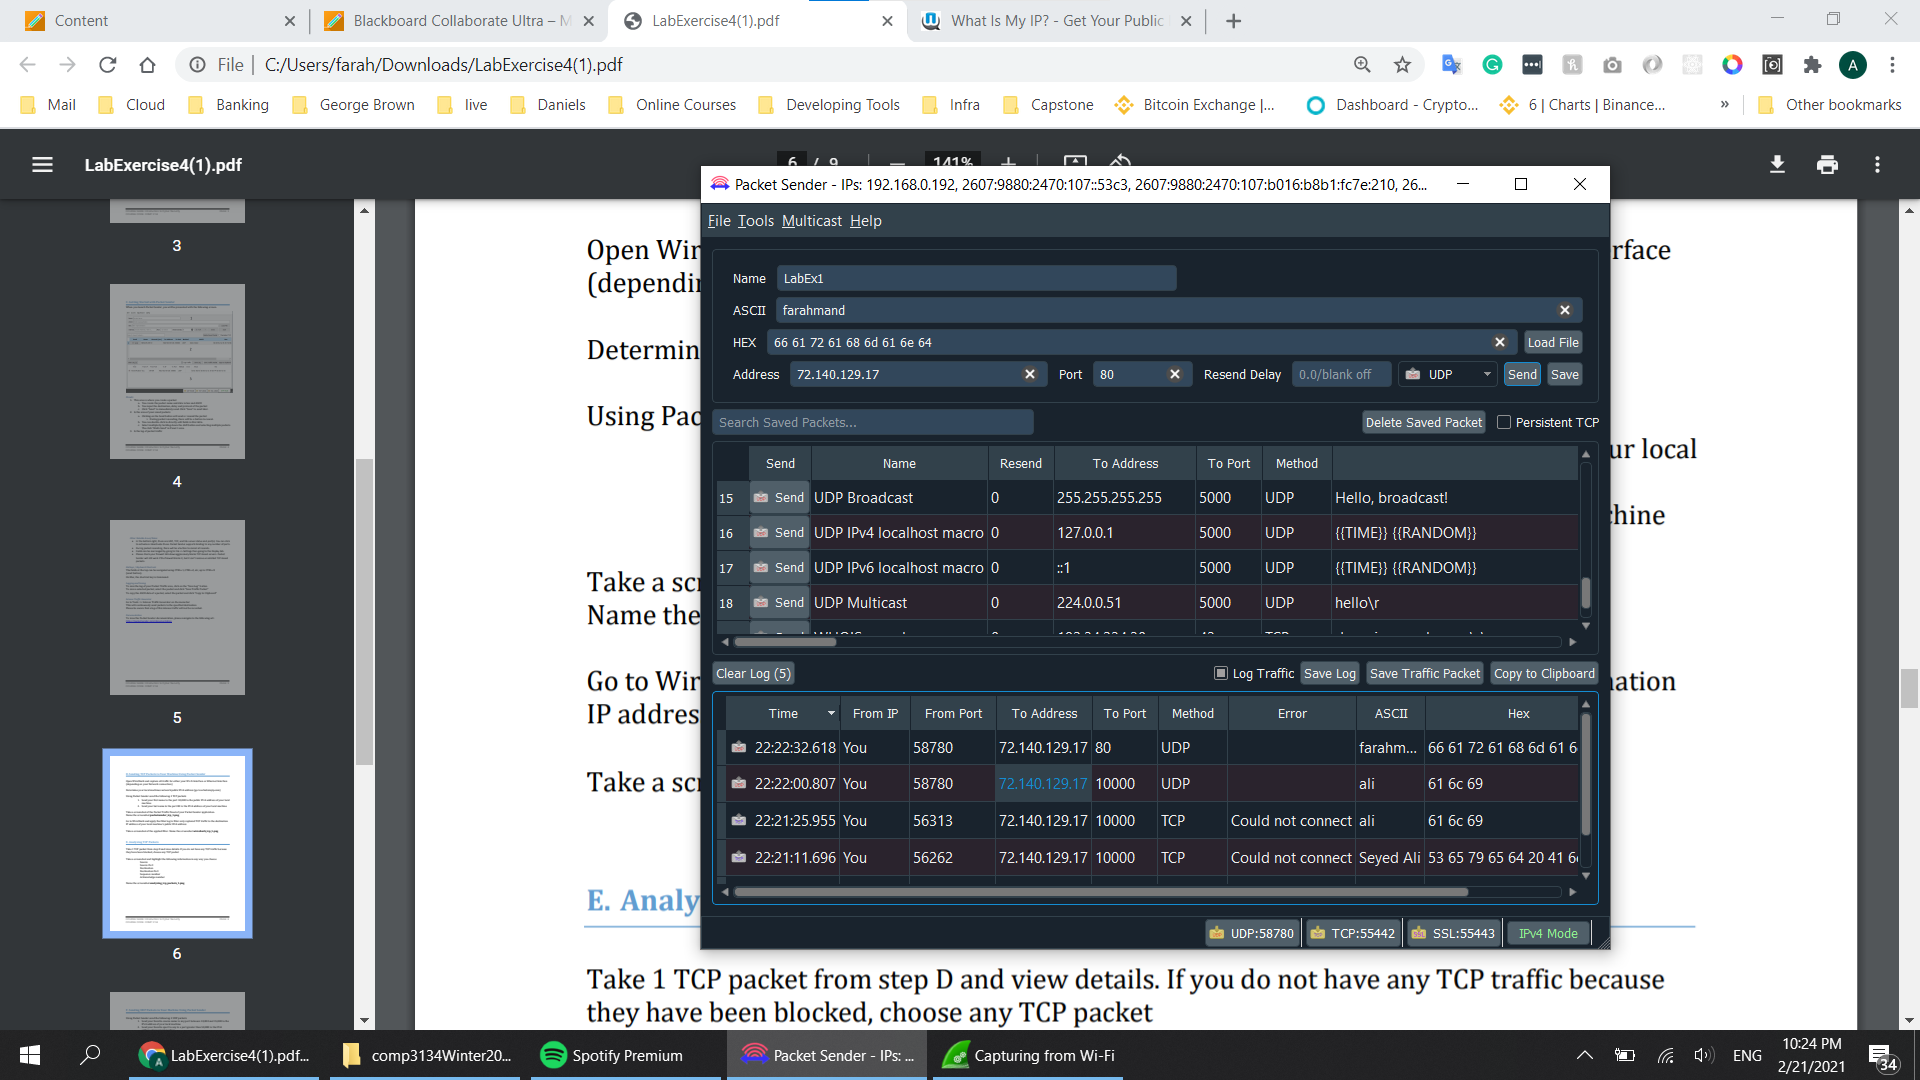 Content
Blackboard Collaborate Ultra – M
LabExercise4(1).pdf
What Is My IP? - Get Your Public
File | C:/Users/farah/Downloads/LabExercise4(1).pdf
A
Mail
Cloud
Banking
George Brown
live
Daniels
Online Courses
Developing Tools
Infra
Capstone
Bitcoin Exchange |...
Dashboard - Crypto...
6 | Charts | Binance...
»
Other bookmarks
LabExercise4(1).pdf
6 / 9
141%
3
4
5
6
Open Wir
rface
(dependin
Determin
Using Pac
ur local
chine
Take a scr
Name the
Go to Wir
nation
IP addres
Take a scr
E. Analy
Take 1 TCP packet from step D and view details. If you do not have any TCP traffic because
they have been blocked, choose any TCP packet
Packet Sender - IPs: 192.168.0.192, 2607:9880:2470:107::53c3, 2607:9880:2470:107:b016:b8b1:fc7e:210, 26...
File Tools Multicast Help
Name LabEx1
ASCII farahmand
HEX 66 61 72 61 68 6d 61 6e 64 Load File
Address 72.140.129.17 Port 80 Resend Delay 0.0/blank off UDP Send Save
Search Saved Packets... Delete Saved Packet Persistent TCP
Send Name Resend To Address To Port Method
15 Send UDP Broadcast 0 255.255.255.255 5000 UDP Hello, broadcast!
16 Send UDP IPv4 localhost macro 0 127.0.0.1 5000 UDP {{TIME}} {{RANDOM}}
17 Send UDP IPv6 localhost macro 0 ::1 5000 UDP {{TIME}} {{RANDOM}}
18 Send UDP Multicast 0 224.0.0.51 5000 UDP hello\r
Clear Log (5) Log Traffic Save Log Save Traffic Packet Copy to Clipboard
Time From IP From Port To Address To Port Method Error ASCII Hex
22:22:32.618 You 58780 72.140.129.17 80 UDP farahm... 66 61 72 61 68 6d 61 6
22:22:00.807 You 58780 72.140.129.17 10000 UDP ali 61 6c 69
22:21:25.955 You 56313 72.140.129.17 10000 TCP Could not connect ali 61 6c 69
22:21:11.696 You 56262 72.140.129.17 10000 TCP Could not connect Seyed Ali 53 65 79 65 64 20 41 6
UDP:58780 TCP:55442 SSL:55443 IPv4 Mode
LabExercise4(1).pdf...
comp3134Winter20...
Spotify Premium
Packet Sender - IPs: ...
Capturing from Wi-Fi
ENG
10:24 PM
2/21/2021
34